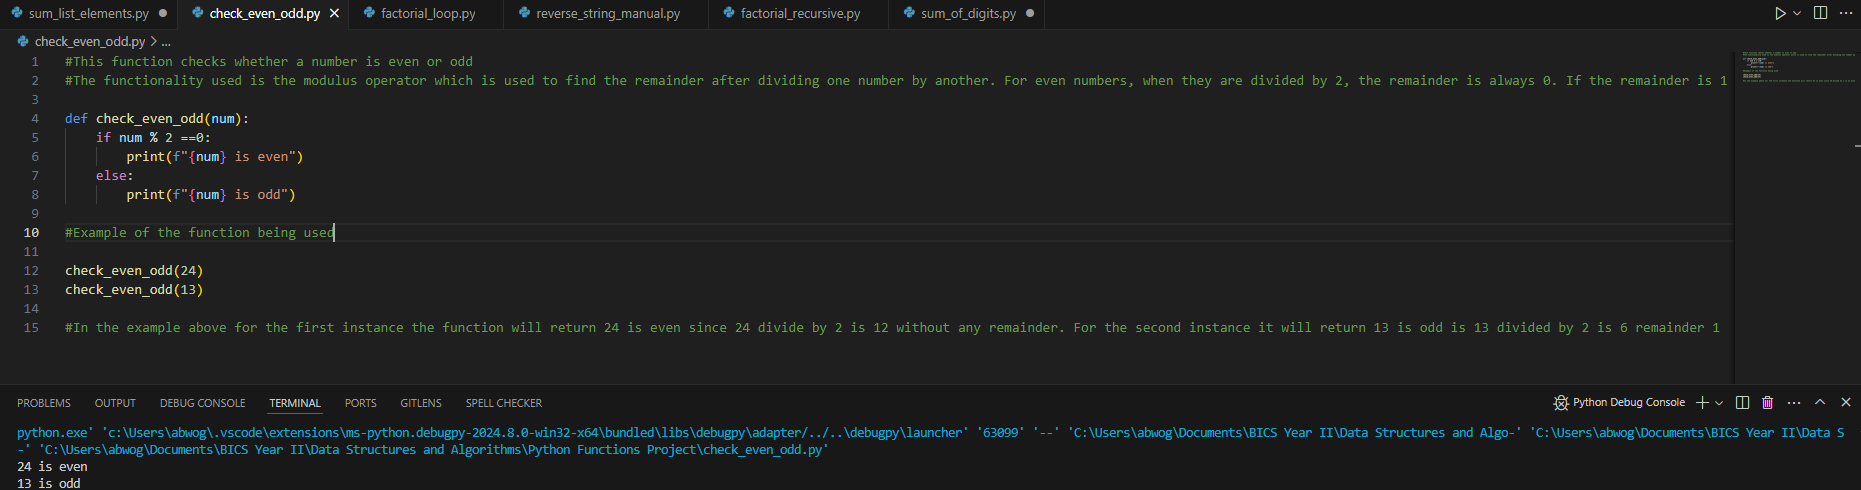 sum_list_elements.py check_even_odd.py factorial_loop.py reverse_string_manual.py factorial_recursive.py sum_of_digits.py
check_even_odd.py > ...
1 #This function checks whether a number is even or odd
2 #The functionality used is the modulus operator which is used to find the remainder after dividing one number by another. For even numbers, when they are divided by 2, the remainder is always 0. If the remainder is 1
3
4 def check_even_odd(num):
5 if num % 2 ==0:
6 print(f"{num} is even")
7 else:
8 print(f"{num} is odd")
9
10 #Example of the function being used
11
12 check_even_odd(24)
13 check_even_odd(13)
14
15 #In the example above for the first instance the function will return 24 is even since 24 divide by 2 is 12 without any remainder. For the second instance it will return 13 is odd is 13 divided by 2 is 6 remainder 1
PROBLEMS OUTPUT DEBUG CONSOLE TERMINAL PORTS GITLENS SPELL CHECKER Python Debug Console
python.exe' 'c:\Users\abwog\.vscode\extensions\ms-python.debugpy-2024.8.0-win32-x64\bundled\libs\debugpy\adapter/../..\debugpy\launcher' '63099' '--' 'C:\Users\abwog\Documents\BICS Year II\Data Structures and Algo-' 'C:\Users\abwog\Documents\BICS Year II\Data S
-' 'C:\Users\abwog\Documents\BICS Year II\Data Structures and Algorithms\Python Functions Project\check_even_odd.py'
24 is even
13 is odd